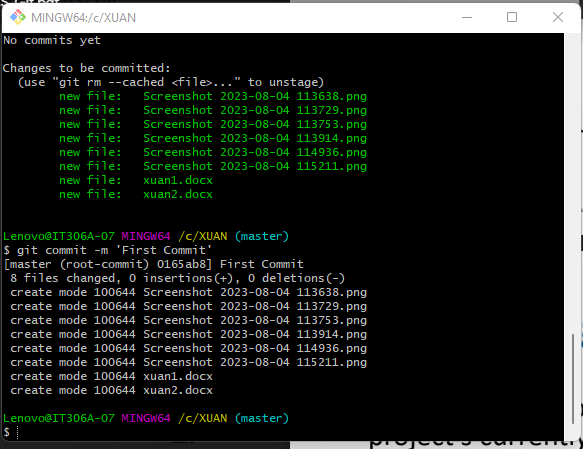 MINGW64:/c/XUAN
No commits yet
Changes to be committed:
  (use "git rm --cached <file>..." to unstage)
        new file:   Screenshot 2023-08-04 113638.png
        new file:   Screenshot 2023-08-04 113729.png
        new file:   Screenshot 2023-08-04 113753.png
        new file:   Screenshot 2023-08-04 113914.png
        new file:   Screenshot 2023-08-04 114936.png
        new file:   Screenshot 2023-08-04 115211.png
        new file:   xuan1.docx
        new file:   xuan2.docx
Lenovo@IT306A-07 MINGW64 /c/XUAN (master)
$ git commit -m 'First Commit'
[master (root-commit) 0165ab8] First Commit
 8 files changed, 0 insertions(+), 0 deletions(-)
 create mode 100644 Screenshot 2023-08-04 113638.png
 create mode 100644 Screenshot 2023-08-04 113729.png
 create mode 100644 Screenshot 2023-08-04 113753.png
 create mode 100644 Screenshot 2023-08-04 113914.png
 create mode 100644 Screenshot 2023-08-04 114936.png
 create mode 100644 Screenshot 2023-08-04 115211.png
 create mode 100644 xuan1.docx
 create mode 100644 xuan2.docx
Lenovo@IT306A-07 MINGW64 /c/XUAN (master)
$
project's currently